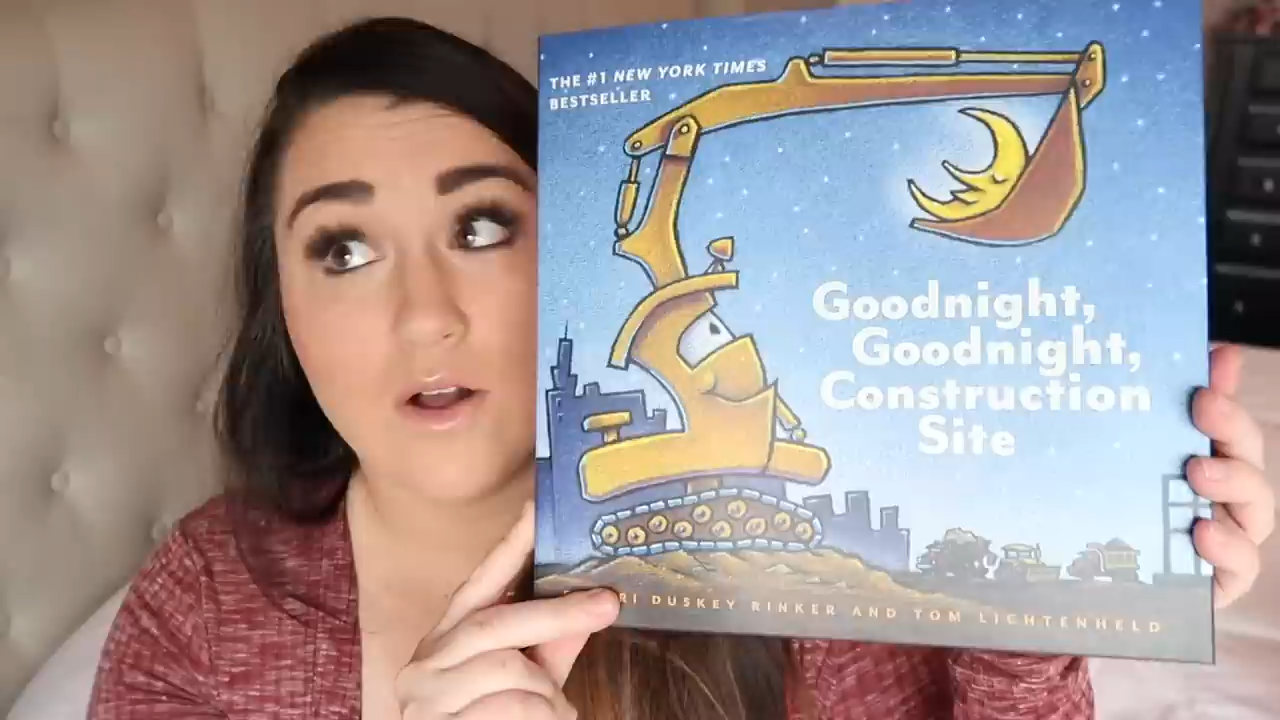 THE #1 NEW YORK TIMES
BESTSELLER
Goodnight,
Goodnight,
Construction
Site
DUSKEY RINKER AND TOM LICHTENHELD